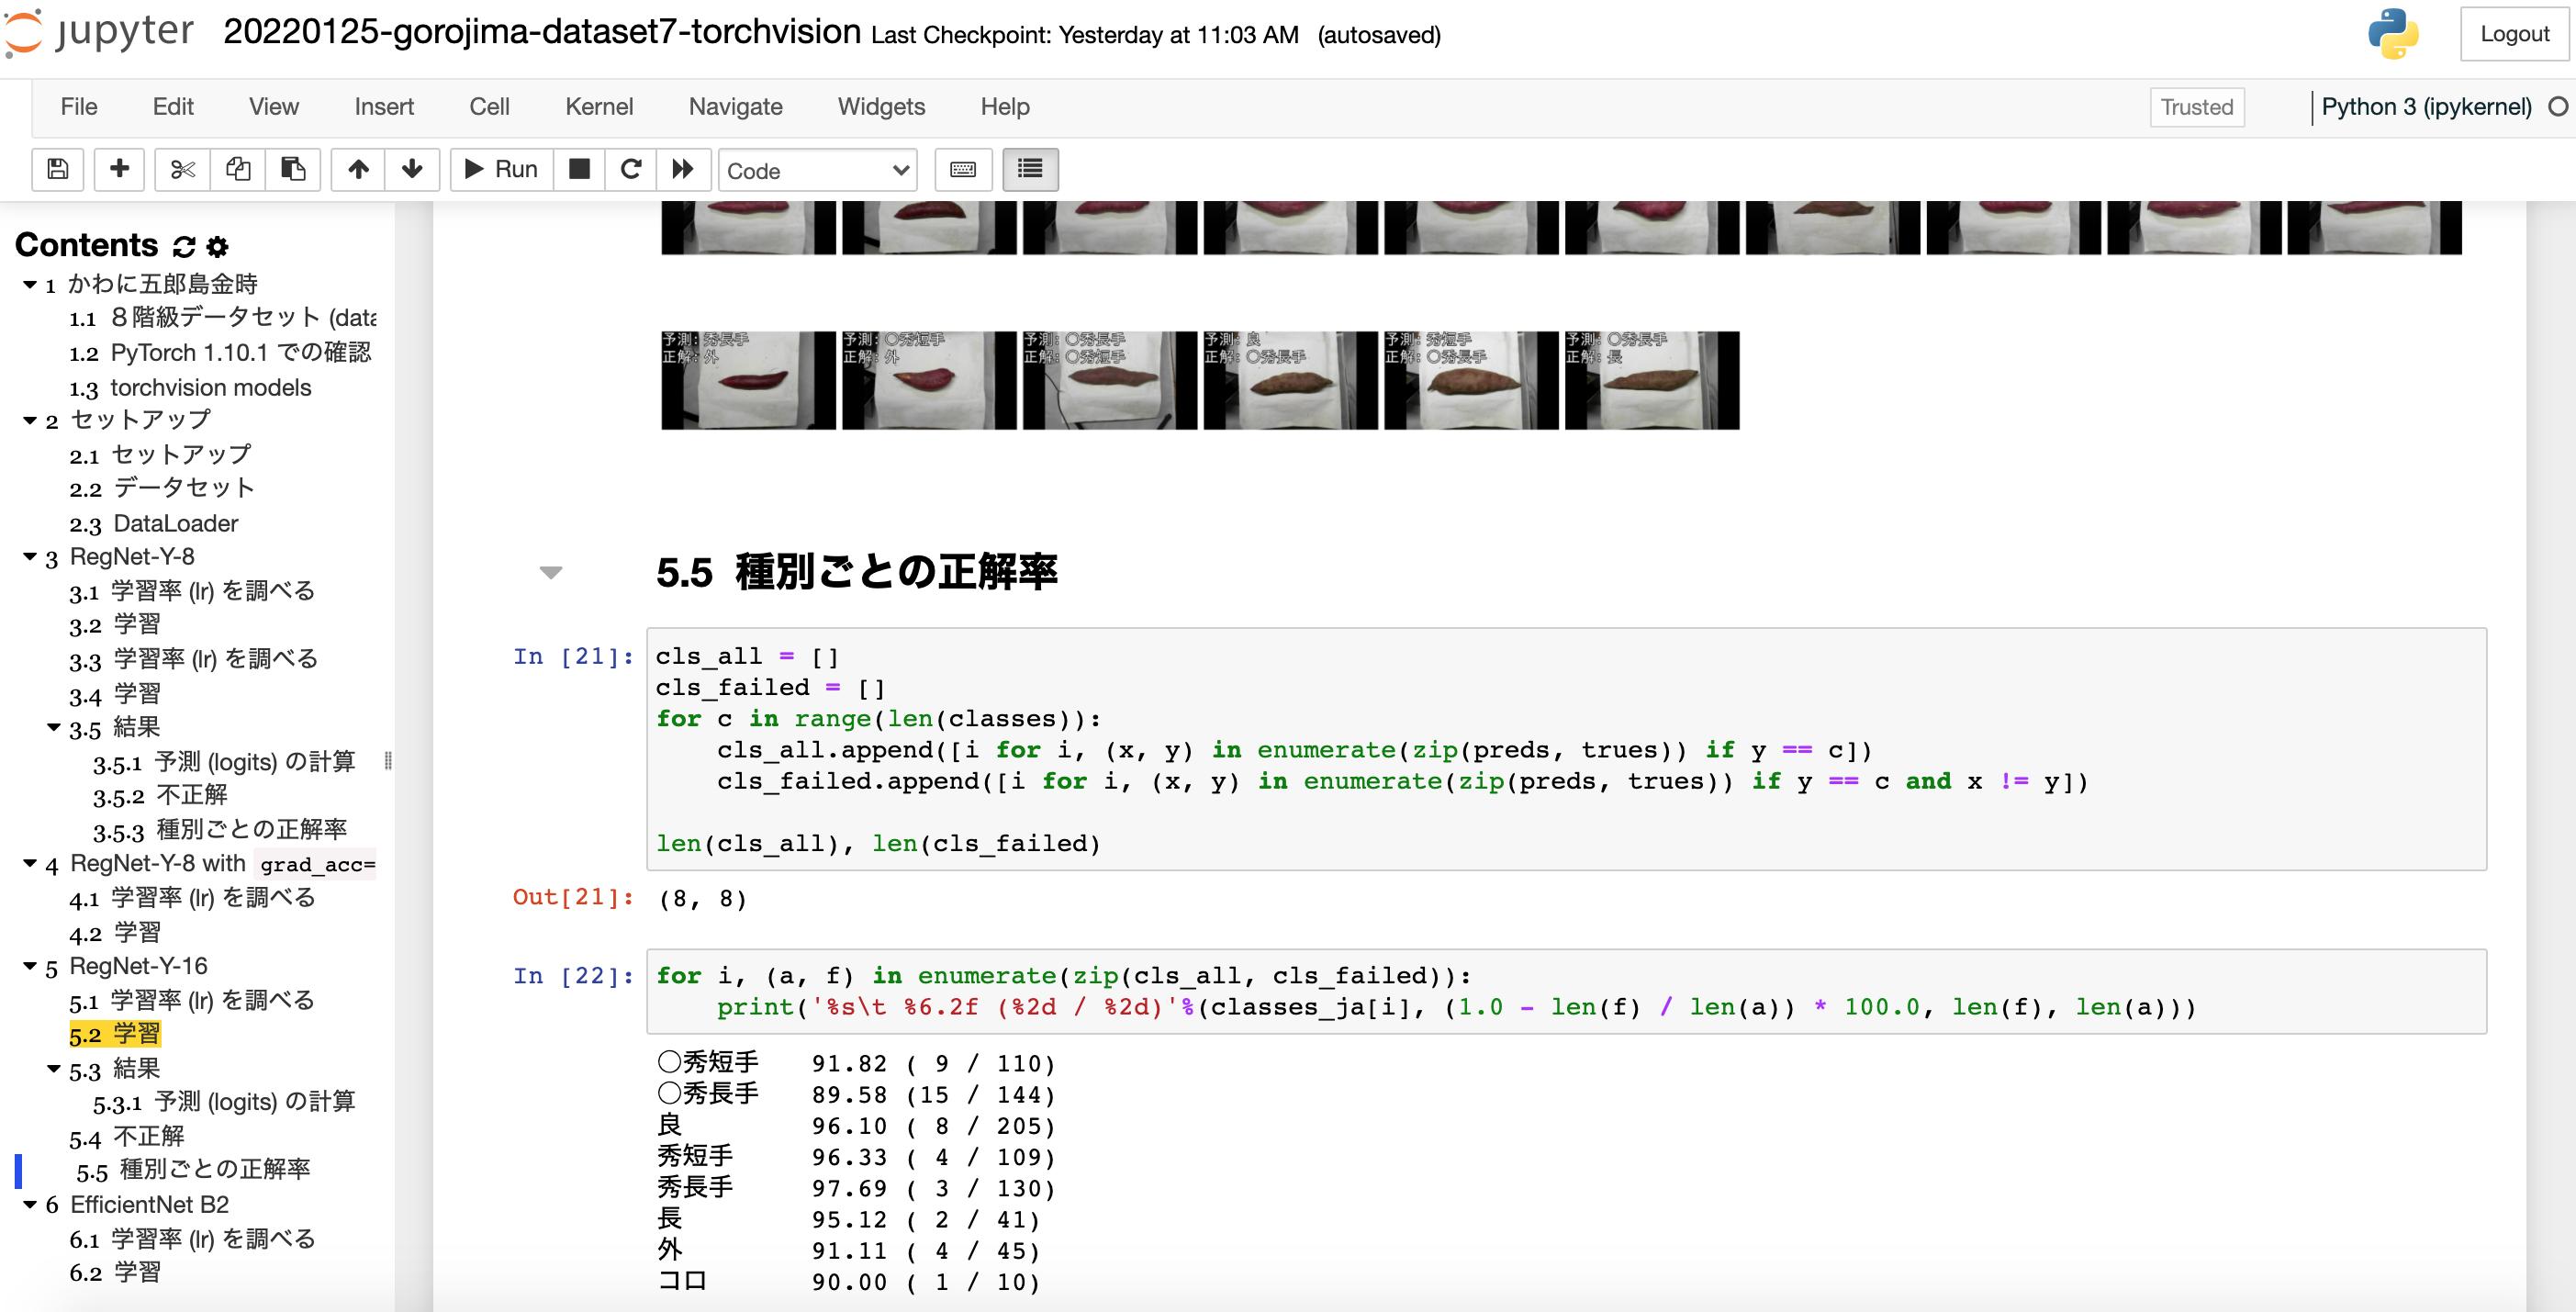 jupyter 20220125-gorojima-dataset7-torchvision Last Checkpoint: Yesterday at 11:03 AM (autosaved) Logout
File Edit View Insert Cell Kernel Navigate Widgets Help Trusted Python 3 (ipykernel)
Run Code
Contents
1 かわに五郎島金時
1.1 8階級データセット (data
1.2 PyTorch 1.10.1 での確認
1.3 torchvision models
2 セットアップ
2.1 セットアップ
2.2 データセット
2.3 DataLoader
3 RegNet-Y-8
3.1 学習率 (lr) を調べる
3.2 学習
3.3 学習率 (lr) を調べる
3.4 学習
3.5 結果
3.5.1 予測 (logits) の計算
3.5.2 不正解
3.5.3 種別ごとの正解率
4 RegNet-Y-8 with grad_acc=
4.1 学習率 (lr) を調べる
4.2 学習
5 RegNet-Y-16
5.1 学習率 (lr) を調べる
5.2 学習
5.3 結果
5.3.1 予測 (logits) の計算
5.4 不正解
5.5 種別ごとの正解率
6 EfficientNet B2
6.1 学習率 (lr) を調べる
6.2 学習
予測: 秀長手
正解: 外
予測: 〇秀短手
正解: 外
予測: 〇秀長手
正解: 〇秀短手
予測: 良
正解: 〇秀長手
予測: 秀短手
正解: 〇秀長手
予測: 〇秀長手
正解: 長
5.5 種別ごとの正解率
In [21]: cls_all = []
cls_failed = []
for c in range(len(classes)):
    cls_all.append([i for i, (x, y) in enumerate(zip(preds, trues)) if y == c])
    cls_failed.append([i for i, (x, y) in enumerate(zip(preds, trues)) if y == c and x != y])
len(cls_all), len(cls_failed)
Out[21]: (8, 8)
In [22]: for i, (a, f) in enumerate(zip(cls_all, cls_failed)):
    print('%s\t %6.2f (%2d / %2d)'%(classes_ja[i], (1.0 - len(f) / len(a)) * 100.0, len(f), len(a)))
〇秀短手 91.82 ( 9 / 110)
〇秀長手 89.58 (15 / 144)
良 96.10 ( 8 / 205)
秀短手 96.33 ( 4 / 109)
秀長手 97.69 ( 3 / 130)
長 95.12 ( 2 / 41)
外 91.11 ( 4 / 45)
コロ 90.00 ( 1 / 10)